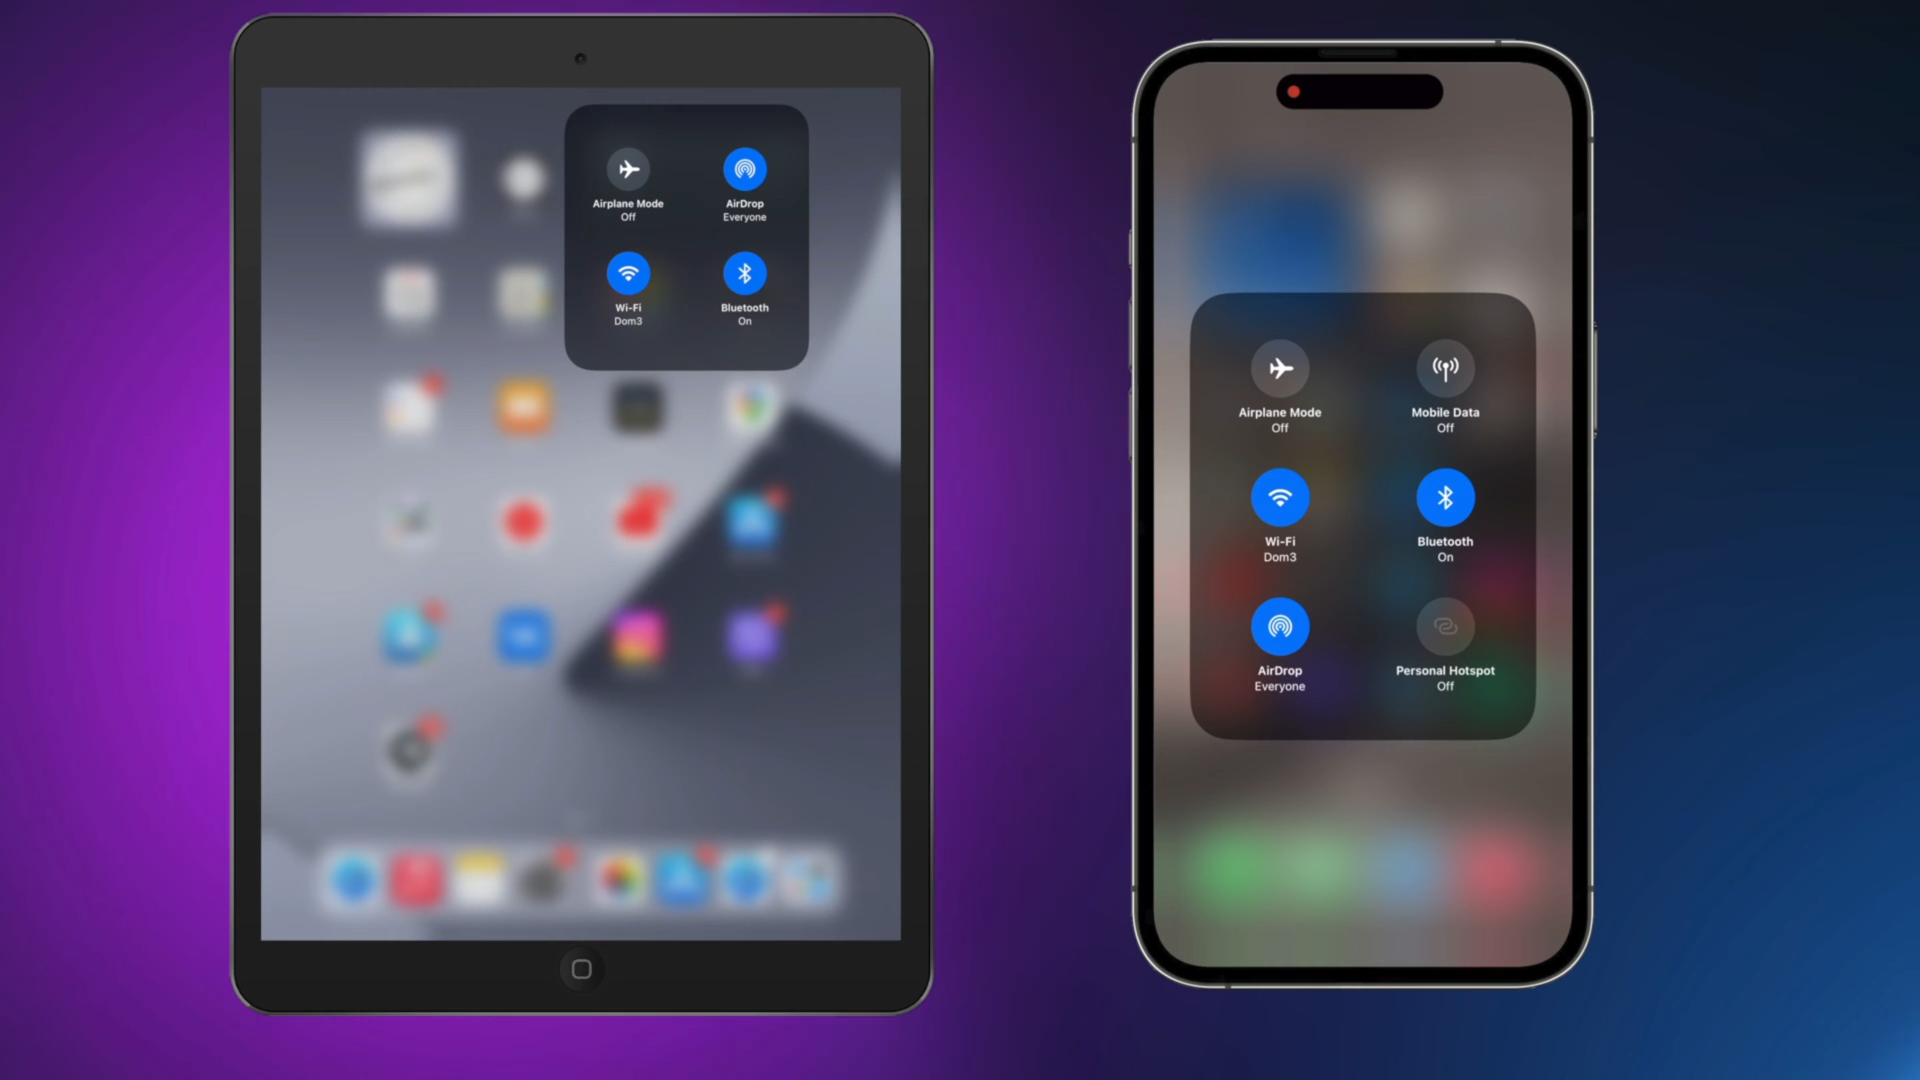 Airplane Mode
Off
AirDrop
Everyone
Wi-Fi
Dom3
Bluetooth
On
Airplane Mode
Off
Mobile Data
Off
Wi-Fi
Dom3
Bluetooth
On
AirDrop
Everyone
Personal Hotspot
Off